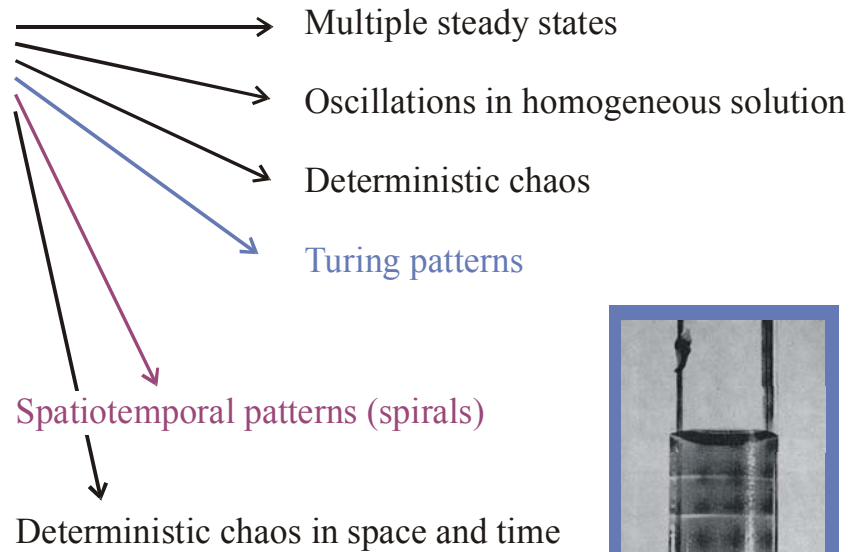 Multiple steady states
Oscillations in homogeneous solution
Deterministic chaos
Turing patterns
Spatiotemporal patterns (spirals)
Deterministic chaos in space and time